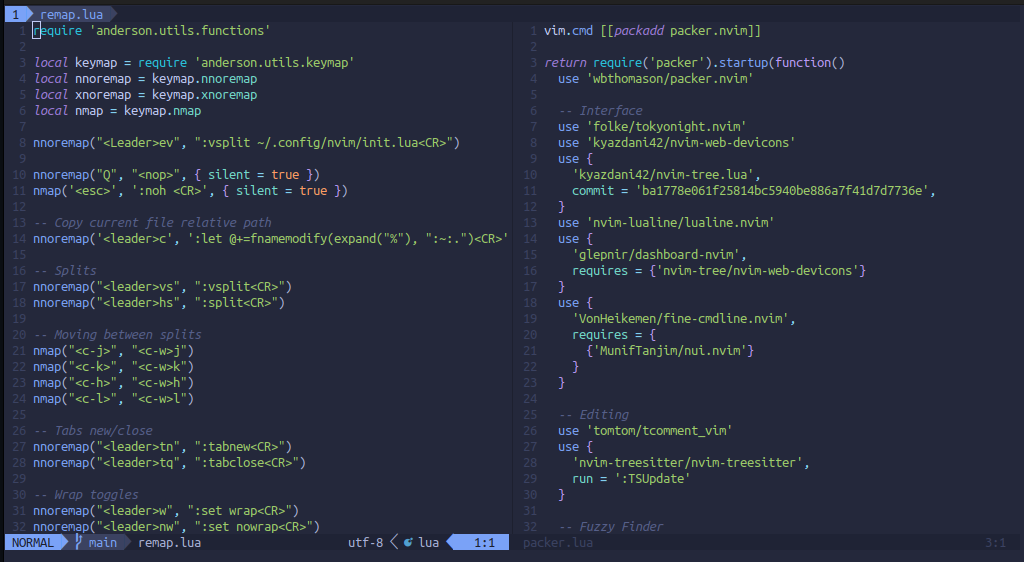 1 remap.lua
1 require 'anderson.utils.functions'
2
3 local keymap = require 'anderson.utils.keymap'
4 local nnoremap = keymap.nnoremap
5 local xnoremap = keymap.xnoremap
6 local nmap = keymap.nmap
7
8 nnoremap("<Leader>ev", ":vsplit ~/.config/nvim/init.lua<CR>")
9
10 nnoremap("Q", "<nop>", { silent = true })
11 nmap('<esc>', ':noh <CR>', { silent = true })
12
13 -- Copy current file relative path
14 nnoremap('<leader>c', ':let @+=fnamemodify(expand("%"), ":~:.")<CR>'
15
16 -- Splits
17 nnoremap("<leader>vs", ":vsplit<CR>")
18 nnoremap("<leader>hs", ":split<CR>")
19
20 -- Moving between splits
21 nmap("<c-j>", "<c-w>j")
22 nmap("<c-k>", "<c-w>k")
23 nmap("<c-h>", "<c-w>h")
24 nmap("<c-l>", "<c-w>l")
25
26 -- Tabs new/close
27 nnoremap("<leader>tn", ":tabnew<CR>")
28 nnoremap("<leader>tq", ":tabclose<CR>")
29
30 -- Wrap toggles
31 nnoremap("<leader>w", ":set wrap<CR>")
32 nnoremap("<leader>nw", ":set nowrap<CR>")
NORMAL main remap.lua utf-8 lua 1:1
1 vim.cmd [[packadd packer.nvim]]
2
3 return require('packer').startup(function()
4 use 'wbthomason/packer.nvim'
5
6 -- Interface
7 use 'folke/tokyonight.nvim'
8 use 'kyazdani42/nvim-web-devicons'
9 use {
10 'kyazdani42/nvim-tree.lua',
11 commit = 'ba1778e061f25814bc5940be886a7f41d7d7736e',
12 }
13 use 'nvim-lualine/lualine.nvim'
14 use {
15 'glepnir/dashboard-nvim',
16 requires = {'nvim-tree/nvim-web-devicons'}
17 }
18 use {
19 'VonHeikemen/fine-cmdline.nvim',
20 requires = {
21 {'MunifTanjim/nui.nvim'}
22 }
23 }
24
25 -- Editing
26 use 'tomtom/tcomment_vim'
27 use {
28 'nvim-treesitter/nvim-treesitter',
29 run = ':TSUpdate'
30 }
31
32 -- Fuzzy Finder
packer.lua 3:1